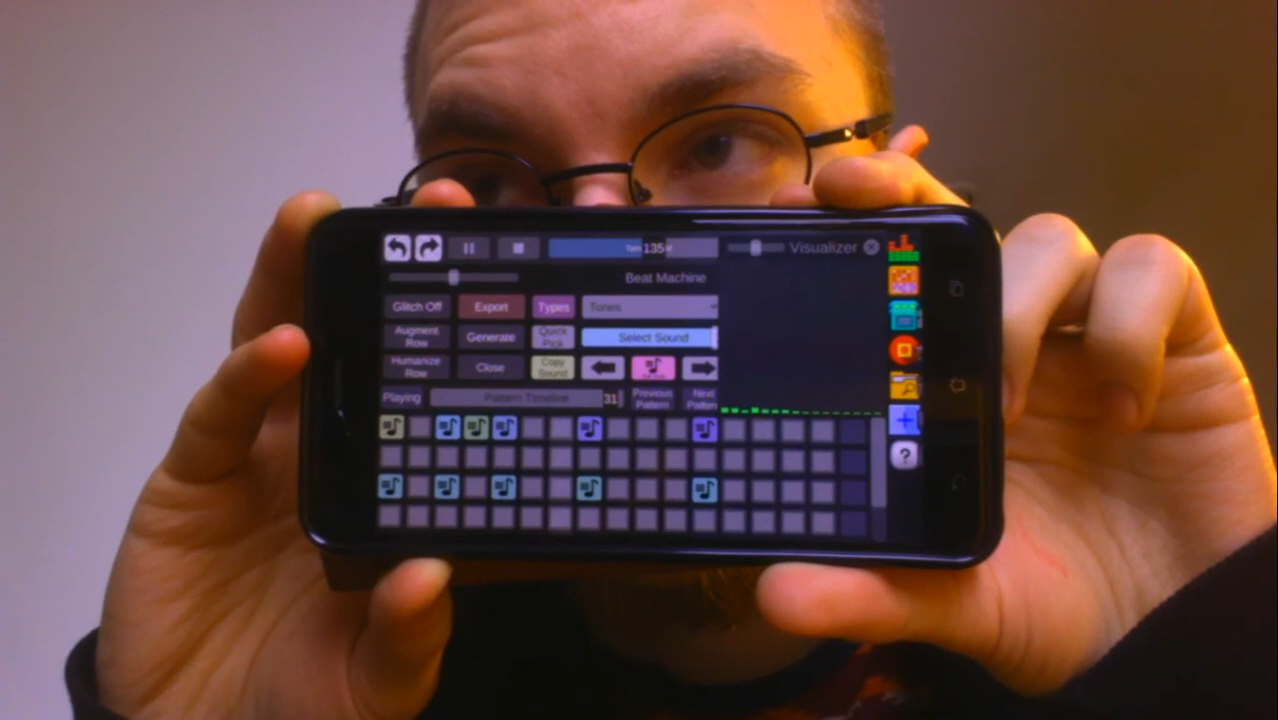 135 Visualizer
Beat Machine
Glitch Off Export Types Tones
Augment Row Generate Quick Pick Select Sound
Humanize Row Close Copy Sound
Playing Pattern Timeline 31 Previous Pattern Next Pattern
?